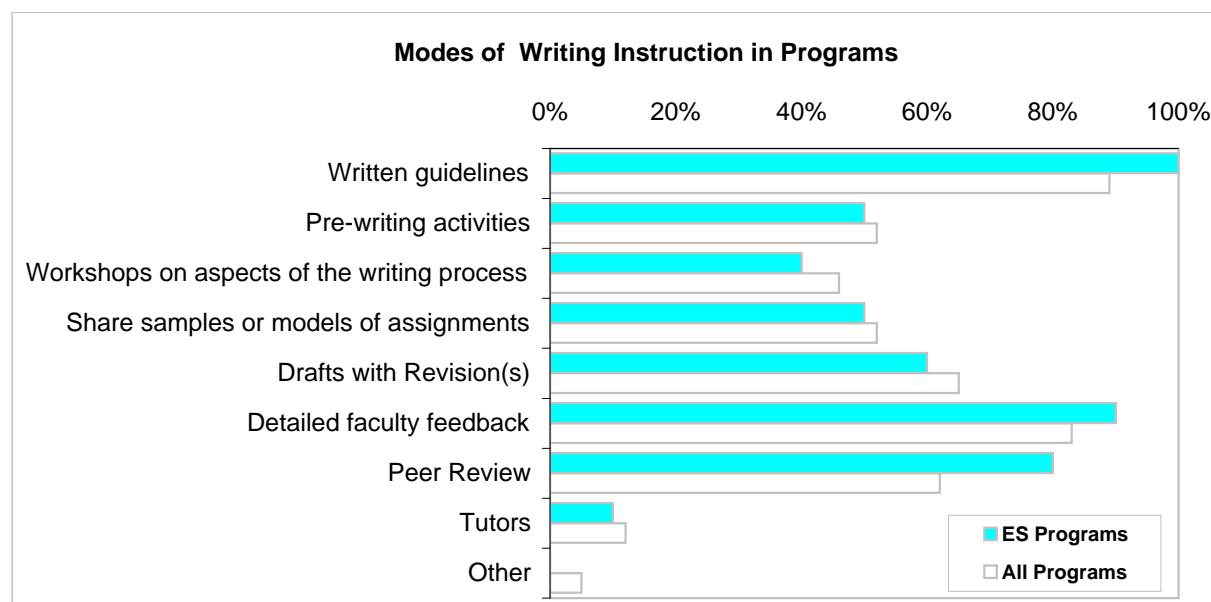 Modes of  Writing Instruction in Programs
0% 20% 40% 60% 80% 100%
Written guidelines
Pre-writing activities
Workshops on aspects of the writing process
Share samples or models of assignments
Drafts with Revision(s)
Detailed faculty feedback
Peer Review
Tutors
Other
ES Programs
All Programs